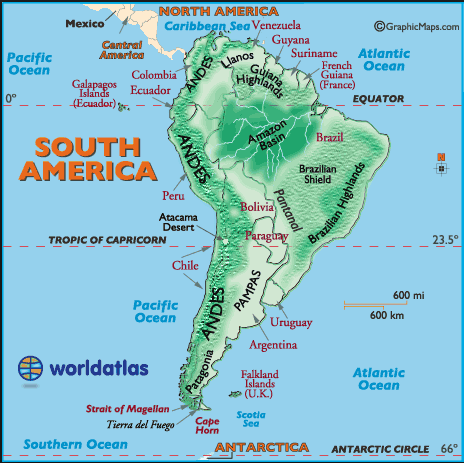 NORTH AMERICA
©GraphicMaps.com
Mexico
Caribbean Sea
Venezuela
Guyana
Suriname
Central
America
Pacific
Ocean
Atlantic
Ocean
French
Guiana
(France)
Colombia
Ecuador
Galapagos
Islands
(Ecuador)
ANDES
Llanos
Guiana
Highlands
0°
EQUATOR
SOUTH
AMERICA
Amazon
Basin
Brazil
N
ANDES
Brazilian
Shield
Peru
Pantanal
Brazilian Highlands
Bolivia
Atacama
Desert
Paraguay
TROPIC OF CAPRICORN
23.5°
Chile
PAMPAS
ANDES
Pacific
Ocean
600 mi
600 km
Uruguay
Argentina
worldatlas
Patagonia
Falkland
Islands
(U.K.)
Atlantic
Ocean
Strait of Magellan
Tierra del Fuego
Cape
Horn
Scotia
Sea
Southern Ocean
ANTARCTICA
ANTARCTIC CIRCLE
66°